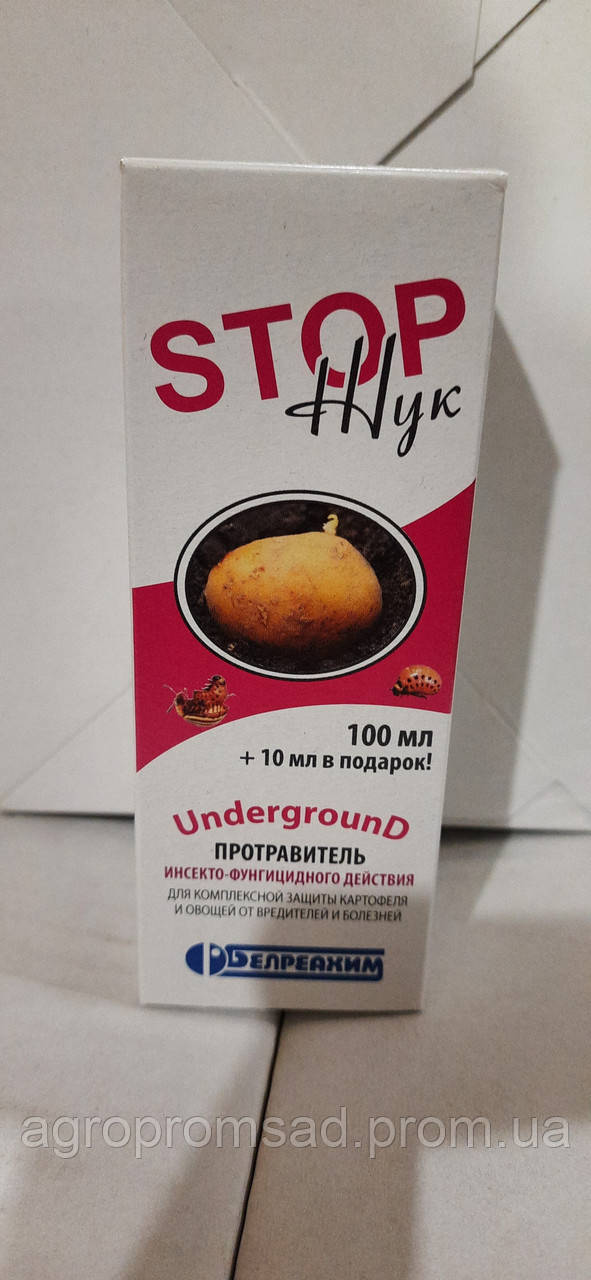 STOP
Жук
100 мл
+ 10 мл в подарок!
UndergrounD
ПРОТРАВИТЕЛЬ
ИНСЕКТО-ФУНГИЦИДНОГО ДЕЙСТВИЯ
ДЛЯ КОМПЛЕКСНОЙ ЗАЩИТЫ КАРТОФЕЛЯ
И ОВОЩЕЙ ОТ ВРЕДИТЕЛЕЙ И БОЛЕЗНЕЙ
БЕЛРЕАХИМ
agropromsad.prom.ua